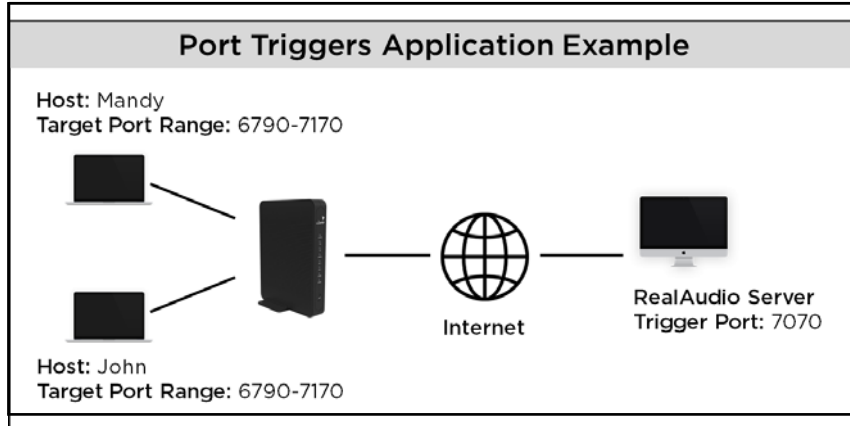 Port Triggers Application Example
Host: Mandy
Target Port Range: 6790-7170
Internet
RealAudio Server
Trigger Port: 7070
Host: John
Target Port Range: 6790-7170